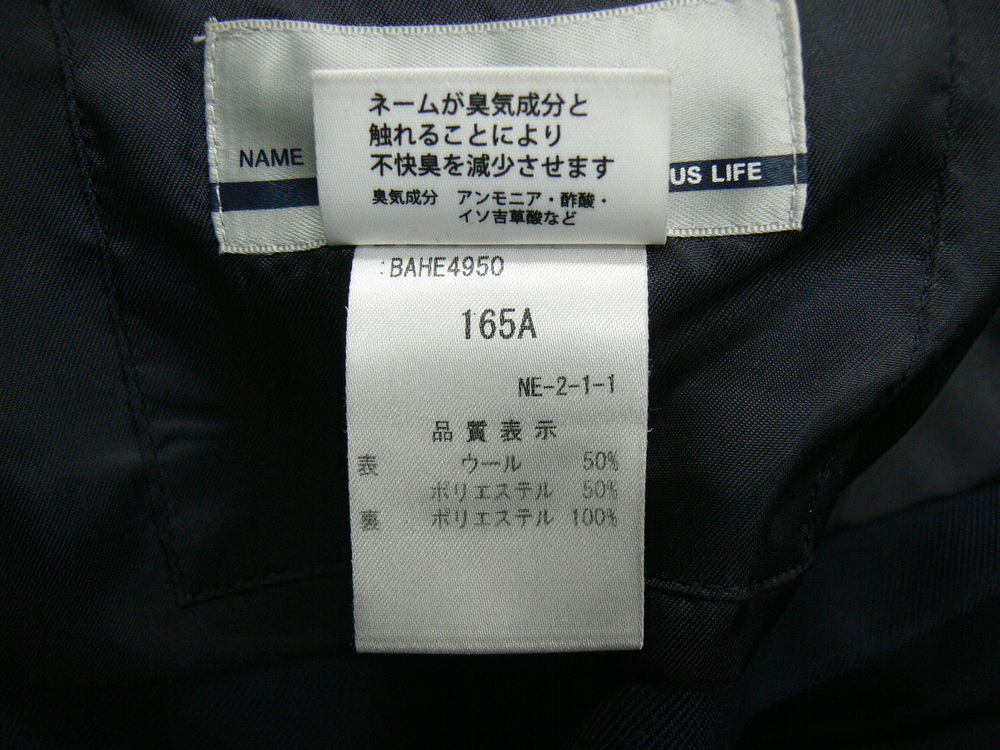 ネームが臭気成分と
触れることにより
不快臭を減少させます
臭気成分 アンモニア・酢酸・
イソ吉草酸など
NAME
US LIFE
:BAHE4950
165A
NE-2-1-1
品質表示
表 ウール 50%
ポリエステル 50%
裏 ポリエステル 100%